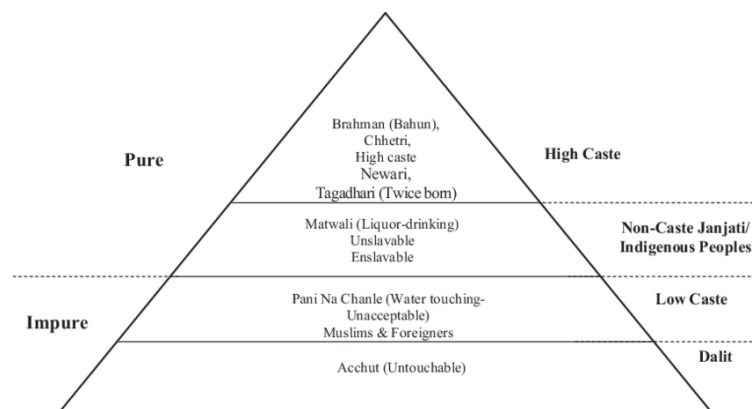 Brahman (Bahun),
Chhetri,
High caste
Newari,
Tagadhari (Twice born)
Pure
High Caste
Matwali (Liquor-drinking)
Unslavable
Enslavable
Non-Caste Janjati/
Indigenous Peoples
Pani Na Chanle (Water touching-
Unacceptable)
Muslims & Foreigners
Impure
Low Caste
Acchut (Untouchable)
Dalit